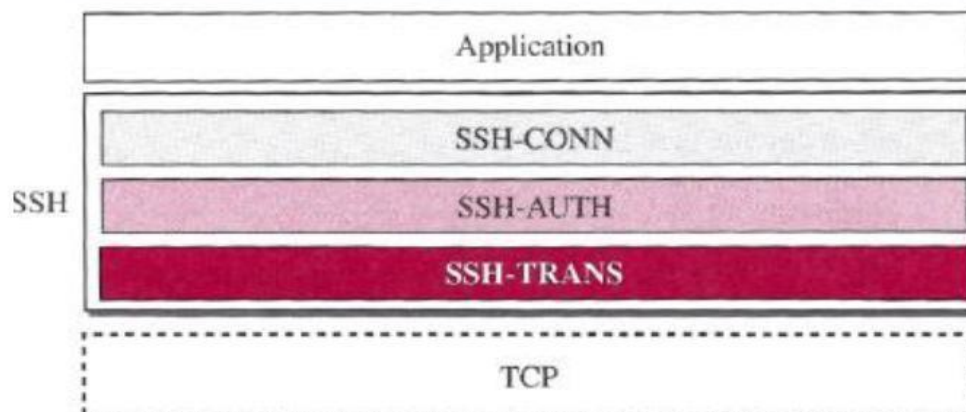 Application
SSH-CONN
SSH
SSH-AUTH
SSH-TRANS
TCP